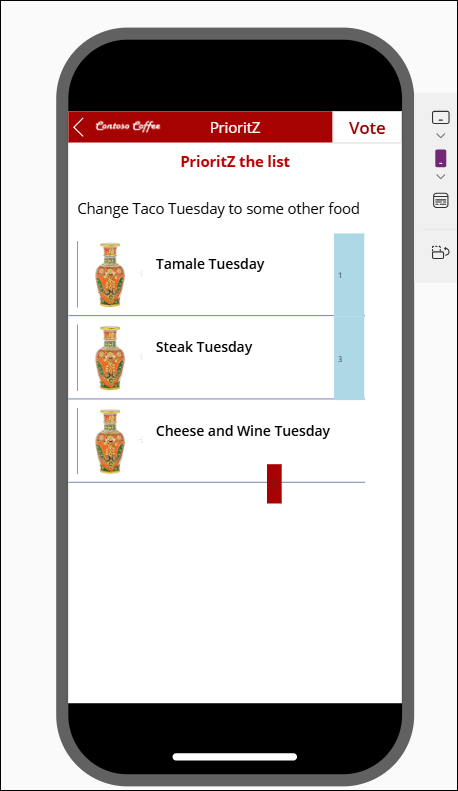 Contoso Coffee
PrioritZ
Vote
PrioritZ the list
Change Taco Tuesday to some other food
Tamale Tuesday
1
Steak Tuesday
3
Cheese and Wine Tuesday